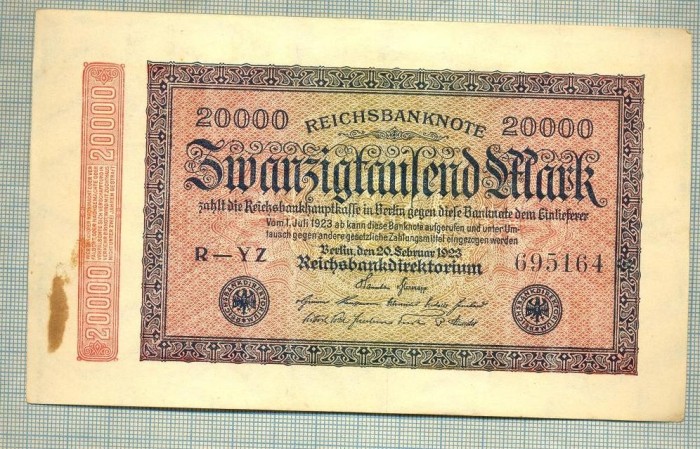 20000
20000
20000 REICHSBANKNOTE 20000
Zwanzigtausend Mark
zahlt die Reichsbankhauptkasse in Berlin gegen diese Banknote dem Einlieferer
Vom 1. Juli 1923 ab kann diese Banknote aufgerufen und unter Um-
tausch gegen andere gesetzliche Zahlungsmittel eingezogen werden
Berlin, den 20. Februar 1923
R—YZ Reichsbankdirektorium 695164
REICHSBANKDIREKTORIUM
REICHSBANKDIREKTORIUM